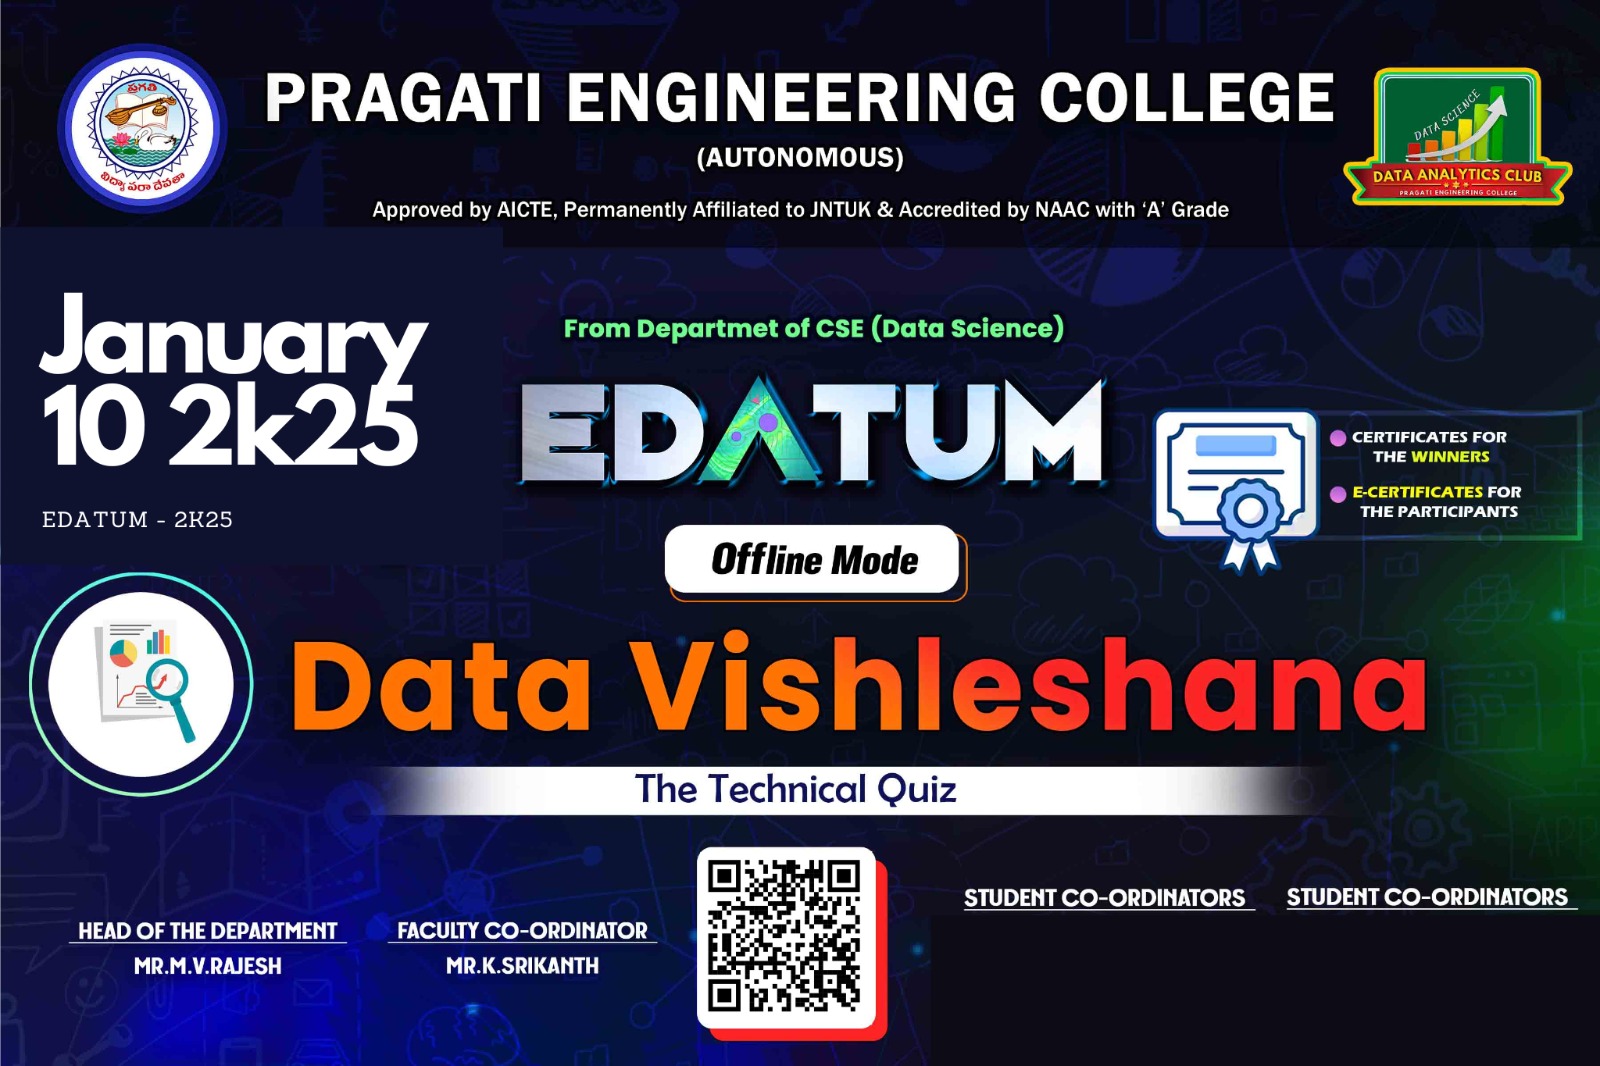 ప్రగతి
విద్యా పరా దేవతా
PRAGATI ENGINEERING COLLEGE
(AUTONOMOUS)
Approved by AICTE, Permanently Affiliated to JNTUK & Accredited by NAAC with ‘A’ Grade
DATA SCIENCE
DATA ANALYTICS CLUB
PRAGATI ENGINEERING COLLEGE
January
10 2k25
EDATUM - 2K25
From Departmet of CSE (Data Science)
EDATUM
Offline Mode
CERTIFICATES FOR
THE WINNERS
E-CERTIFICATES FOR
THE PARTICIPANTS
Data Vishleshana
The Technical Quiz
HEAD OF THE DEPARTMENT
MR.M.V.RAJESH
FACULTY CO-ORDINATOR
MR.K.SRIKANTH
STUDENT CO-ORDINATORS
STUDENT CO-ORDINATORS